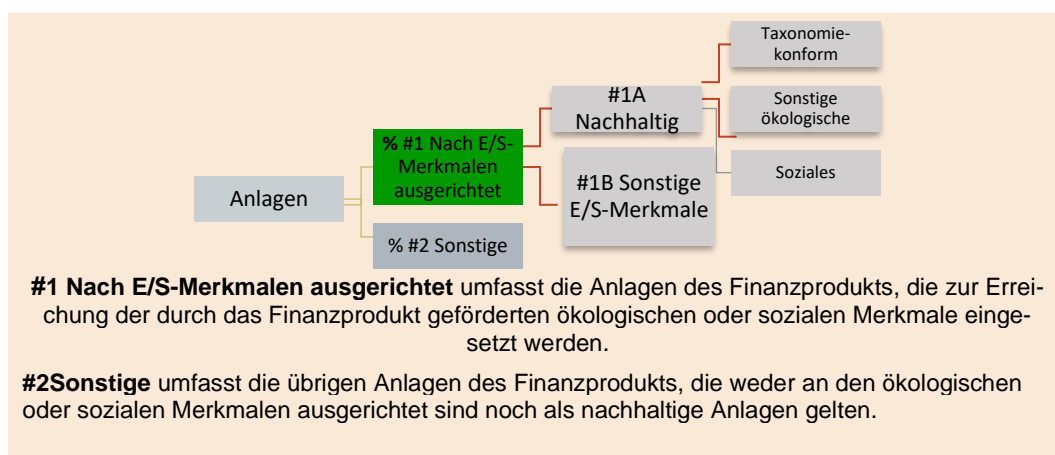 Taxonomie-
konform
#1A
Nachhaltig
Sonstige
ökologische
% #1 Nach E/S-
Merkmalen
ausgerichtet
#1B Sonstige
E/S-Merkmale
Soziales
Anlagen
% #2 Sonstige
#1 Nach E/S-Merkmalen ausgerichtet umfasst die Anlagen des Finanzprodukts, die zur Errei-
chung der durch das Finanzprodukt geförderten ökologischen oder sozialen Merkmale einge-
setzt werden.
#2Sonstige umfasst die übrigen Anlagen des Finanzprodukts, die weder an den ökologischen
oder sozialen Merkmalen ausgerichtet sind noch als nachhaltige Anlagen gelten.